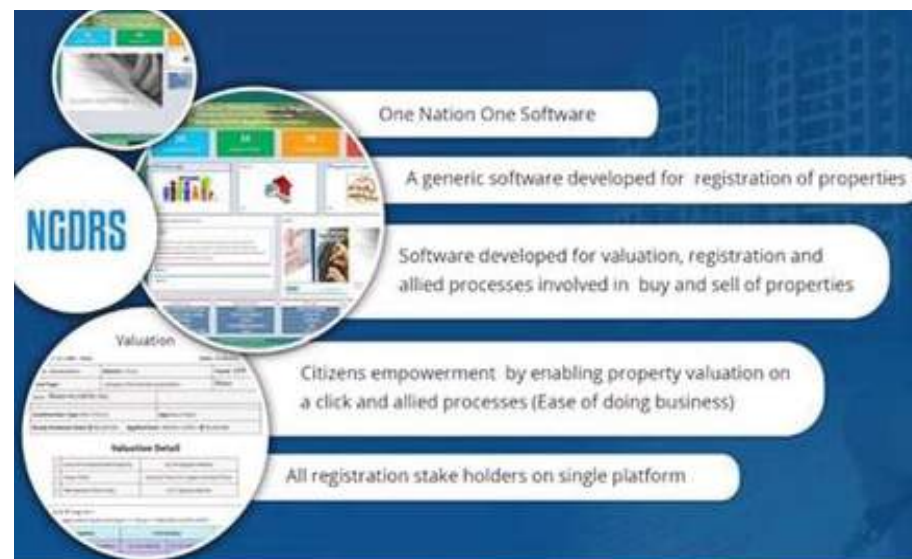 One Nation One Software
A generic software developed for registration of properties
NGDRS
Software developed for valuation, registration and
allied processes involved in buy and sell of properties
Valuation
Citizens empowerment by enabling property valuation on
a click and allied processes (Ease of doing business)
Valuation Detail
All registration stake holders on single platform